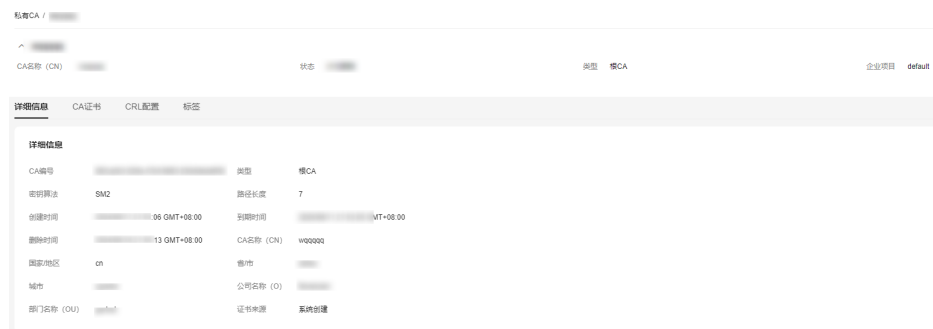 私有CA /
CA名称（CN） 状态 类型 根CA 企业项目 default
详细信息 CA证书 CRL配置 标签
详细信息
CA编号 类型 根CA
密钥算法 SM2 路径长度 7
创建时间 :06 GMT+08:00 到期时间 MT+08:00
删除时间 13 GMT+08:00 CA名称（CN） wqqqqq
国家/地区 cn 省/市
城市 公司名称（O）
部门名称（OU） 证书来源 系统创建